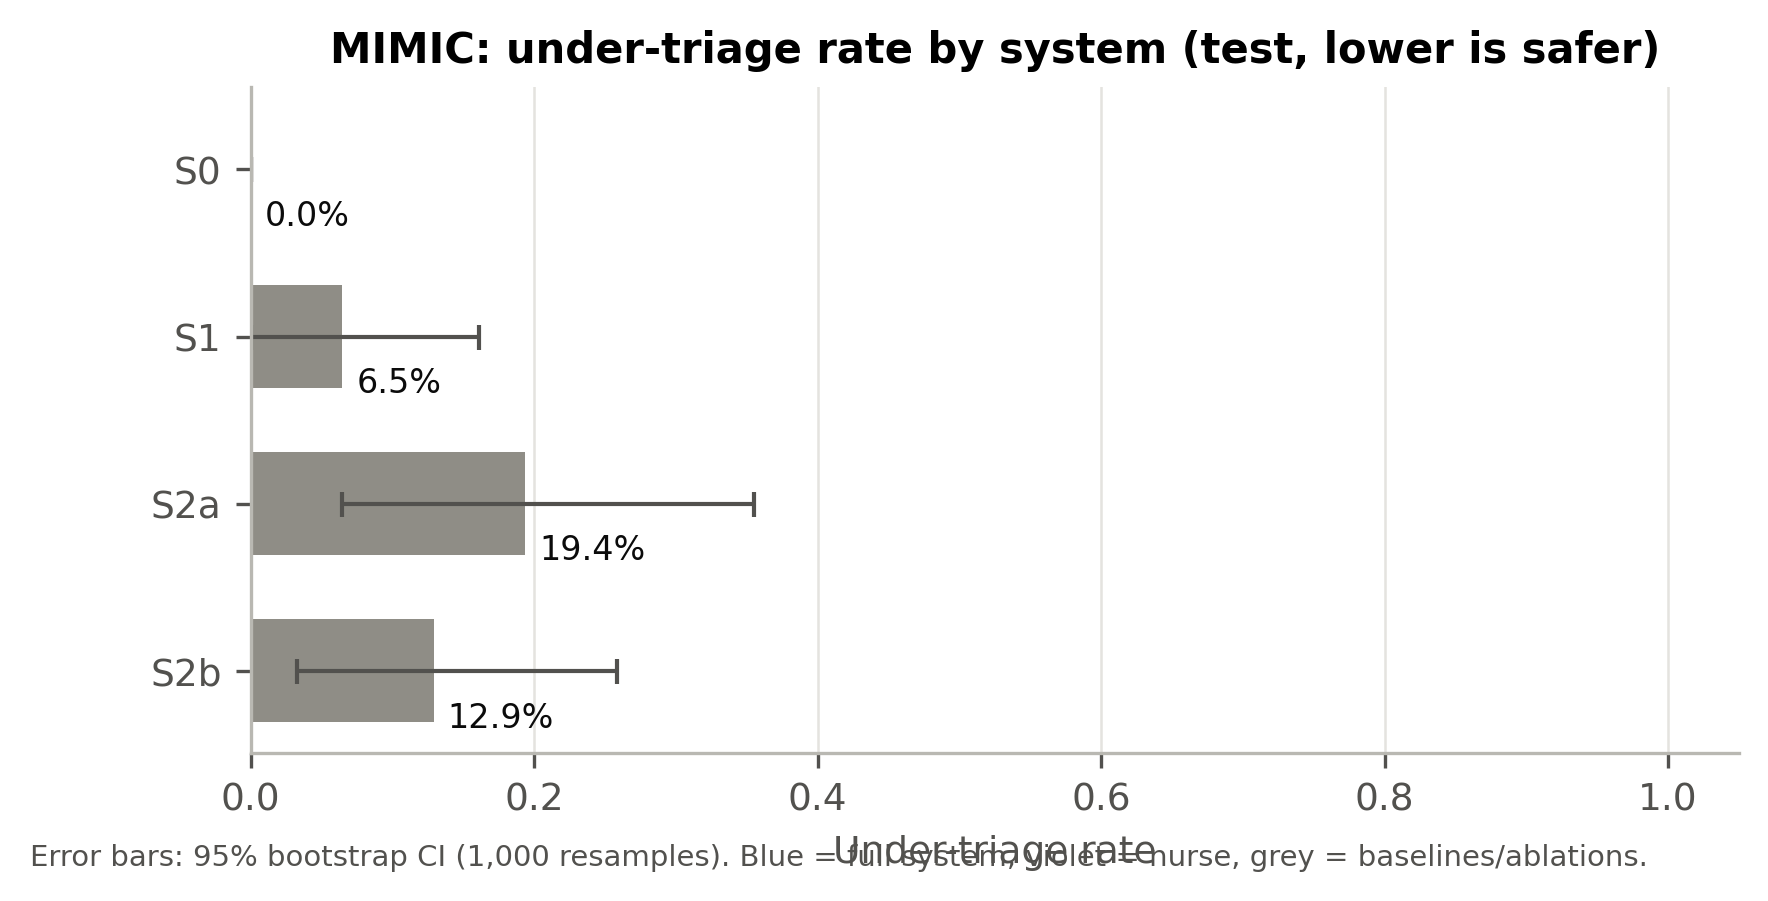 MIMIC: under-triage rate by system (test, lower is safer)
S0
0.0%
S1
6.5%
S2a
19.4%
S2b
12.9%
0.0 0.2 0.4 0.6 0.8 1.0
Under-triage rate
Error bars: 95% bootstrap CI (1,000 resamples). Blue = full system, violet = nurse, grey = baselines/ablations.